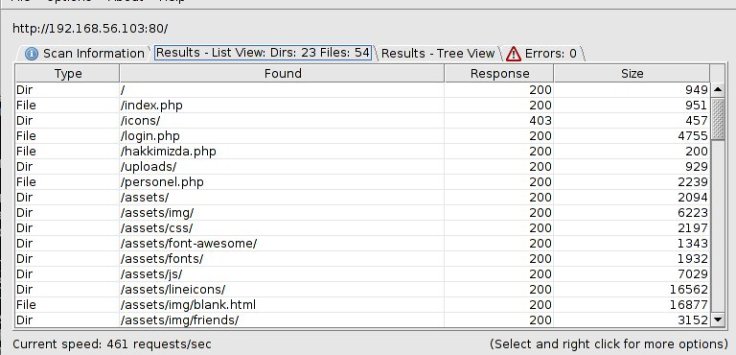 http://192.168.56.103:80/
Scan Information Results - List View: Dirs: 23 Files: 54 Results - Tree View Errors: 0
Type Found Response Size
Dir / 200 949
File /index.php 200 951
Dir /icons/ 403 457
File /login.php 200 4755
File /hakkimizda.php 200 200
Dir /uploads/ 200 929
File /personel.php 200 2239
Dir /assets/ 200 2094
Dir /assets/img/ 200 6223
Dir /assets/css/ 200 2197
Dir /assets/font-awesome/ 200 1343
Dir /assets/fonts/ 200 1932
Dir /assets/js/ 200 7029
Dir /assets/lineicons/ 200 16562
File /assets/img/blank.html 200 16877
Dir /assets/img/friends/ 200 3152
Current speed: 461 requests/sec (Select and right click for more options)